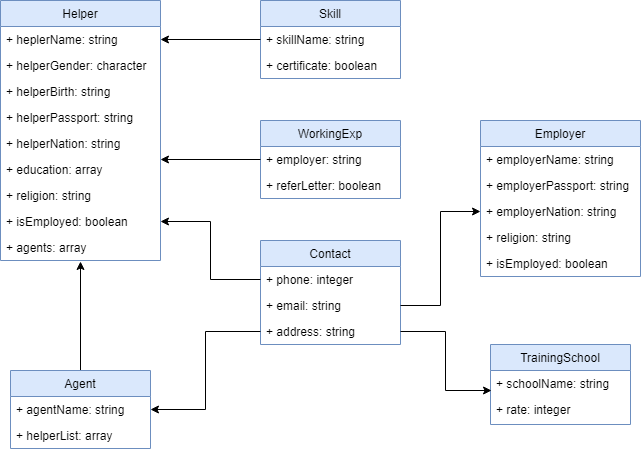 Helper
+ heplerName: string
+ helperGender: character
+ helperBirth: string
+ helperPassport: string
+ helperNation: string
+ education: array
+ religion: string
+ isEmployed: boolean
+ agents: array
Skill
+ skillName: string
+ certificate: boolean
WorkingExp
+ employer: string
+ referLetter: boolean
Employer
+ employerName: string
+ employerPassport: string
+ employerNation: string
+ religion: string
+ isEmployed: boolean
Contact
+ phone: integer
+ email: string
+ address: string
Agent
+ agentName: string
+ helperList: array
TrainingSchool
+ schoolName: string
+ rate: integer